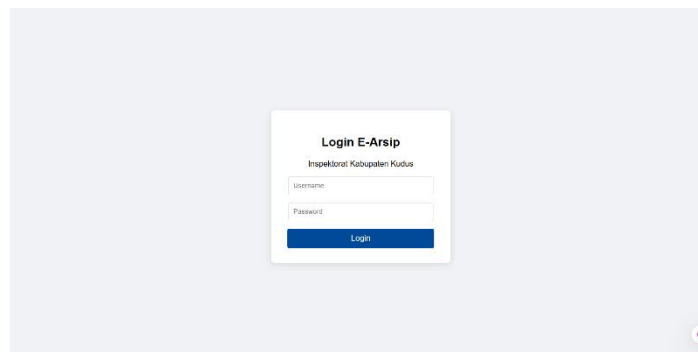 Login E-Arsip
Inspektorat Kabupaten Kudus
Username
Password
Login